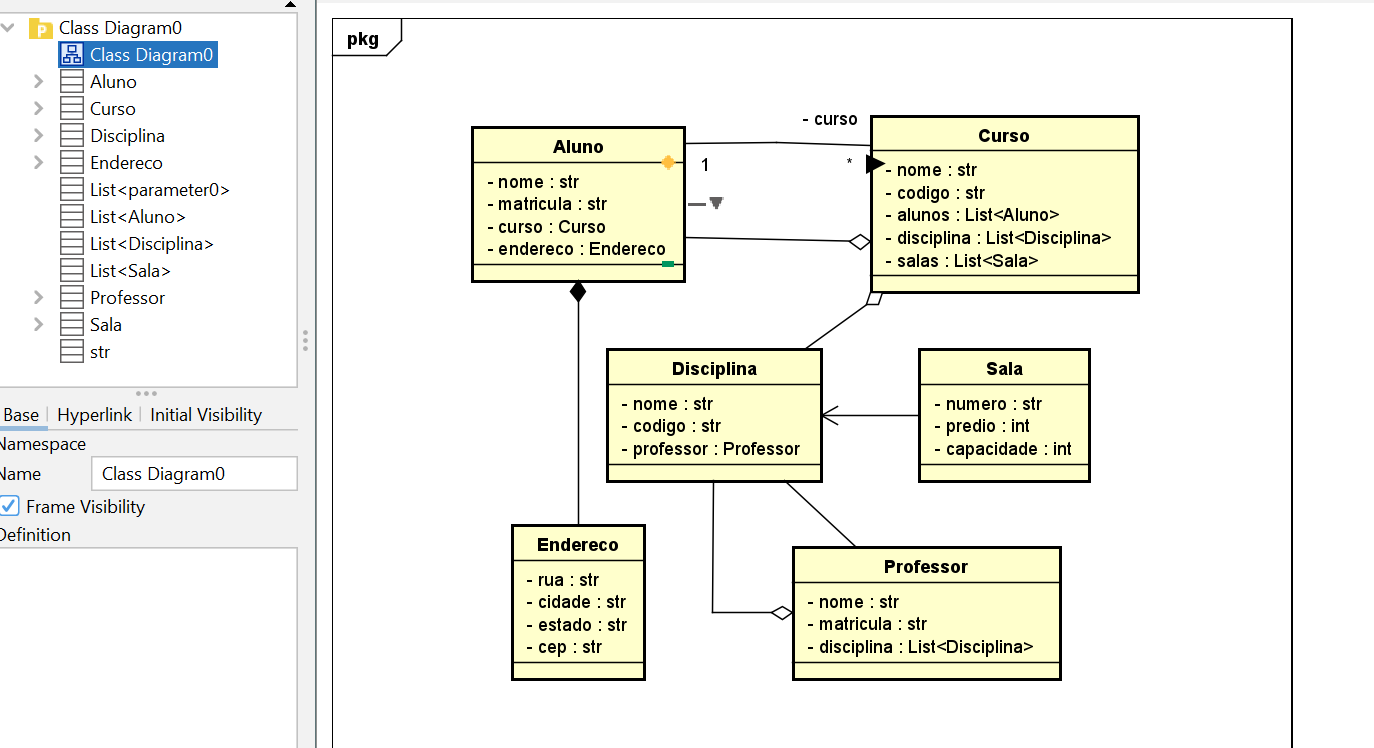 Class Diagram0
Class Diagram0
Aluno
Curso
Disciplina
Endereco
List<parameter0>
List<Aluno>
List<Disciplina>
List<Sala>
Professor
Sala
str
Base
Hyperlink
Initial Visibility
Namespace
Name
Class Diagram0
Frame Visibility
Definition
pkg
Aluno
- nome : str
- matricula : str
- curso : Curso
- endereco : Endereco
- curso
1
*
Curso
- nome : str
- codigo : str
- alunos : List<Aluno>
- disciplina : List<Disciplina>
- salas : List<Sala>
Disciplina
- nome : str
- codigo : str
- professor : Professor
Sala
- numero : str
- predio : int
- capacidade : int
Endereco
- rua : str
- cidade : str
- estado : str
- cep : str
Professor
- nome : str
- matricula : str
- disciplina : List<Disciplina>